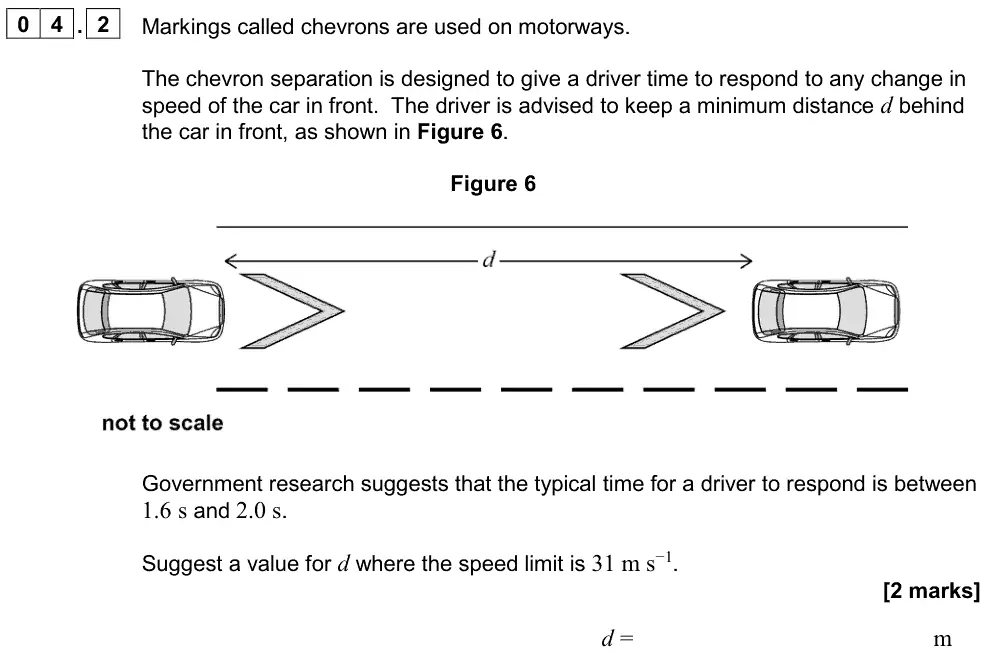 0 4 . 2 Markings called chevrons are used on motorways.
The chevron separation is designed to give a driver time to respond to any change in
speed of the car in front. The driver is advised to keep a minimum distance d behind
the car in front, as shown in Figure 6.
Figure 6
d
not to scale
Government research suggests that the typical time for a driver to respond is between
1.6 s and 2.0 s.
Suggest a value for d where the speed limit is 31 m s⁻¹.
[2 marks]
d = m